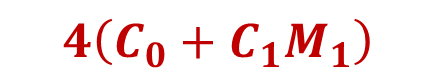 4(C₀ + C₁M₁)